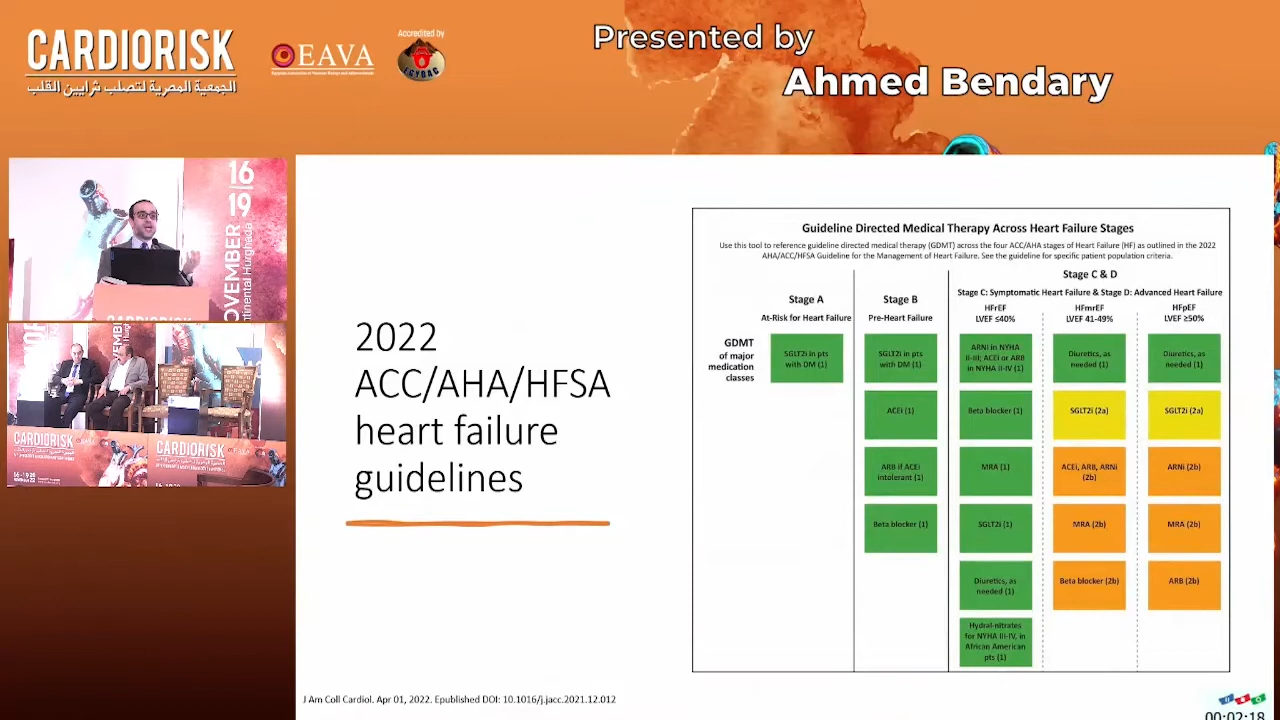 CARDIORISK
الجمعية المصرية لتصلب شرايين القلب
EAVA
Accredited by
EGYBAC
Presented by
Ahmed Bendary
16
19
NOVEMBER
CARDIORISK
CARDIORISK
2022
ACC/AHA/HFSA
heart failure
guidelines
Guideline Directed Medical Therapy Across Heart Failure Stages
Use this tool to reference guideline directed medical therapy (GDMT) across the four ACC/AHA stages of Heart Failure (HF) as outlined in the 2022
AHA/ACC/HFSA Guideline for the Management of Heart Failure. See the guideline for specific patient population criteria.
Stage C & D
Stage C: Symptomatic Heart Failure & Stage D: Advanced Heart Failure
Stage A
At-Risk for Heart Failure
Stage B
Pre-Heart Failure
HFrEF
LVEF ≤40%
HFmrEF
LVEF 41-49%
HFpEF
LVEF ≥50%
GDMT
of major
medication
classes
SGLT2i in pts
with DM (1)
SGLT2i in pts
with DM (1)
ACEi (1)
ARB if ACEi
intolerant (1)
Beta blocker (1)
ARNi in NYHA
II-III; ACEi or ARB
in NYHA II-IV (1)
Beta blocker (1)
MRA (1)
SGLT2i (1)
Diuretics, as
needed (1)
Hydral-nitrates
for NYHA III-IV, in
African American
pts (1)
Diuretics, as
needed (1)
SGLT2i (2a)
ACEi, ARB, ARNi
(2b)
MRA (2b)
Beta blocker (2b)
Diuretics, as
needed (1)
SGLT2i (2a)
ARNi (2b)
MRA (2b)
ARB (2b)
J Am Coll Cardiol. Apr 01, 2022. Epublished DOI: 10.1016/j.jacc.2021.12.012
00:02:18